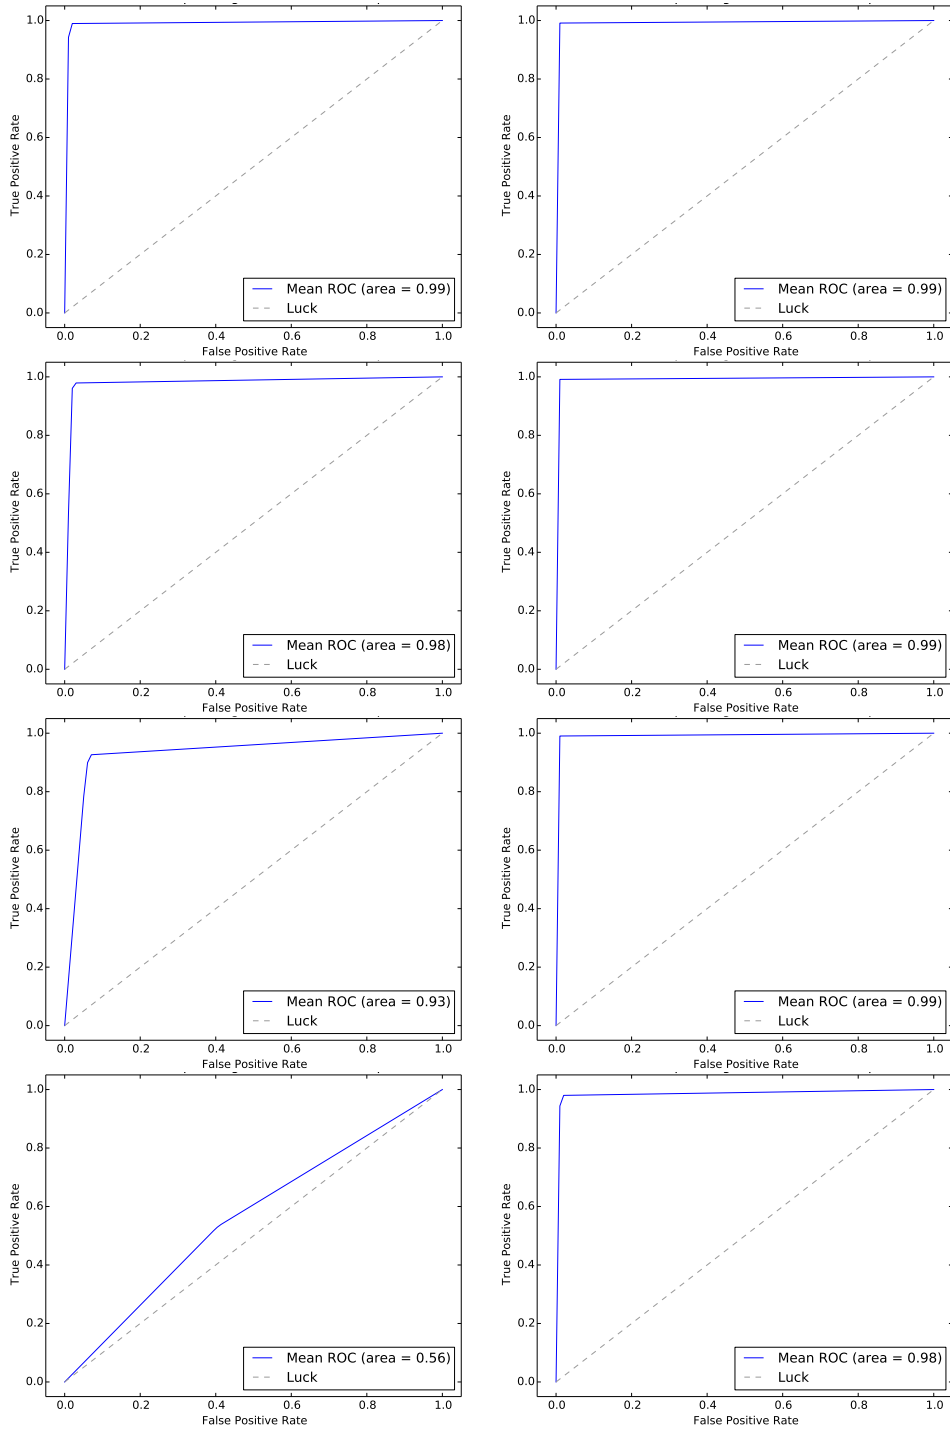 1.0
0.8
0.6
0.4
0.2
0.0
True Positive Rate
0.0 0.2 0.4 0.6 0.8 1.0
False Positive Rate
Mean ROC (area = 0.99)
Luck
1.0
0.8
0.6
0.4
0.2
0.0
True Positive Rate
0.0 0.2 0.4 0.6 0.8 1.0
False Positive Rate
Mean ROC (area = 0.99)
Luck
1.0
0.8
0.6
0.4
0.2
0.0
True Positive Rate
0.0 0.2 0.4 0.6 0.8 1.0
False Positive Rate
Mean ROC (area = 0.98)
Luck
1.0
0.8
0.6
0.4
0.2
0.0
True Positive Rate
0.0 0.2 0.4 0.6 0.8 1.0
False Positive Rate
Mean ROC (area = 0.99)
Luck
1.0
0.8
0.6
0.4
0.2
0.0
True Positive Rate
0.0 0.2 0.4 0.6 0.8 1.0
False Positive Rate
Mean ROC (area = 0.93)
Luck
1.0
0.8
0.6
0.4
0.2
0.0
True Positive Rate
0.0 0.2 0.4 0.6 0.8 1.0
False Positive Rate
Mean ROC (area = 0.99)
Luck
1.0
0.8
0.6
0.4
0.2
0.0
True Positive Rate
0.0 0.2 0.4 0.6 0.8 1.0
False Positive Rate
Mean ROC (area = 0.56)
Luck
1.0
0.8
0.6
0.4
0.2
0.0
True Positive Rate
0.0 0.2 0.4 0.6 0.8 1.0
False Positive Rate
Mean ROC (area = 0.98)
Luck